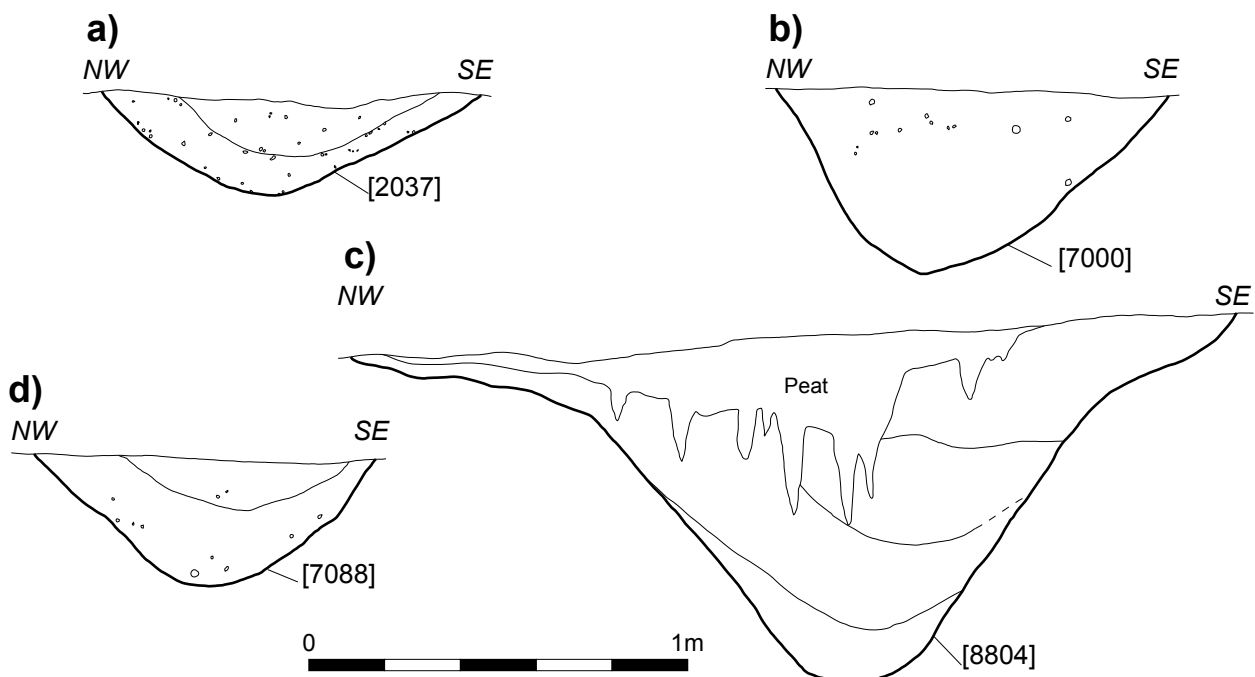 a)
NW SE
[2037]
b)
NW SE
[7000]
c)
NW SE
Peat
[8804]
d)
NW SE
[7088]
0 1m